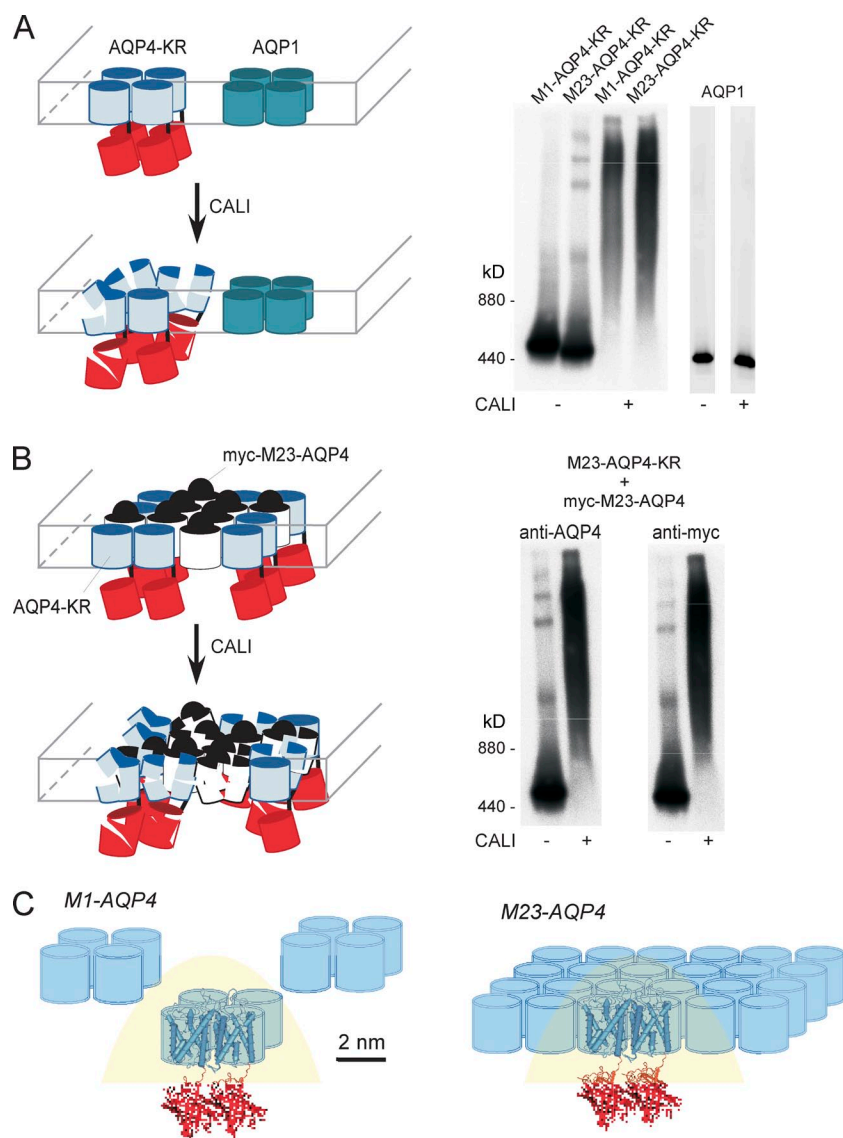 A
AQP4-KR
AQP1
CALI
M1-AQP4-KR
M23-AQP4-KR
M1-AQP4-KR
M23-AQP4-KR
AQP1
kD
880 -
440 -
CALI - + - +
B
myc-M23-AQP4
AQP4-KR
CALI
M23-AQP4-KR
+
myc-M23-AQP4
anti-AQP4 anti-myc
kD
880 -
440 -
CALI - + - +
C
M1-AQP4
M23-AQP4
2 nm